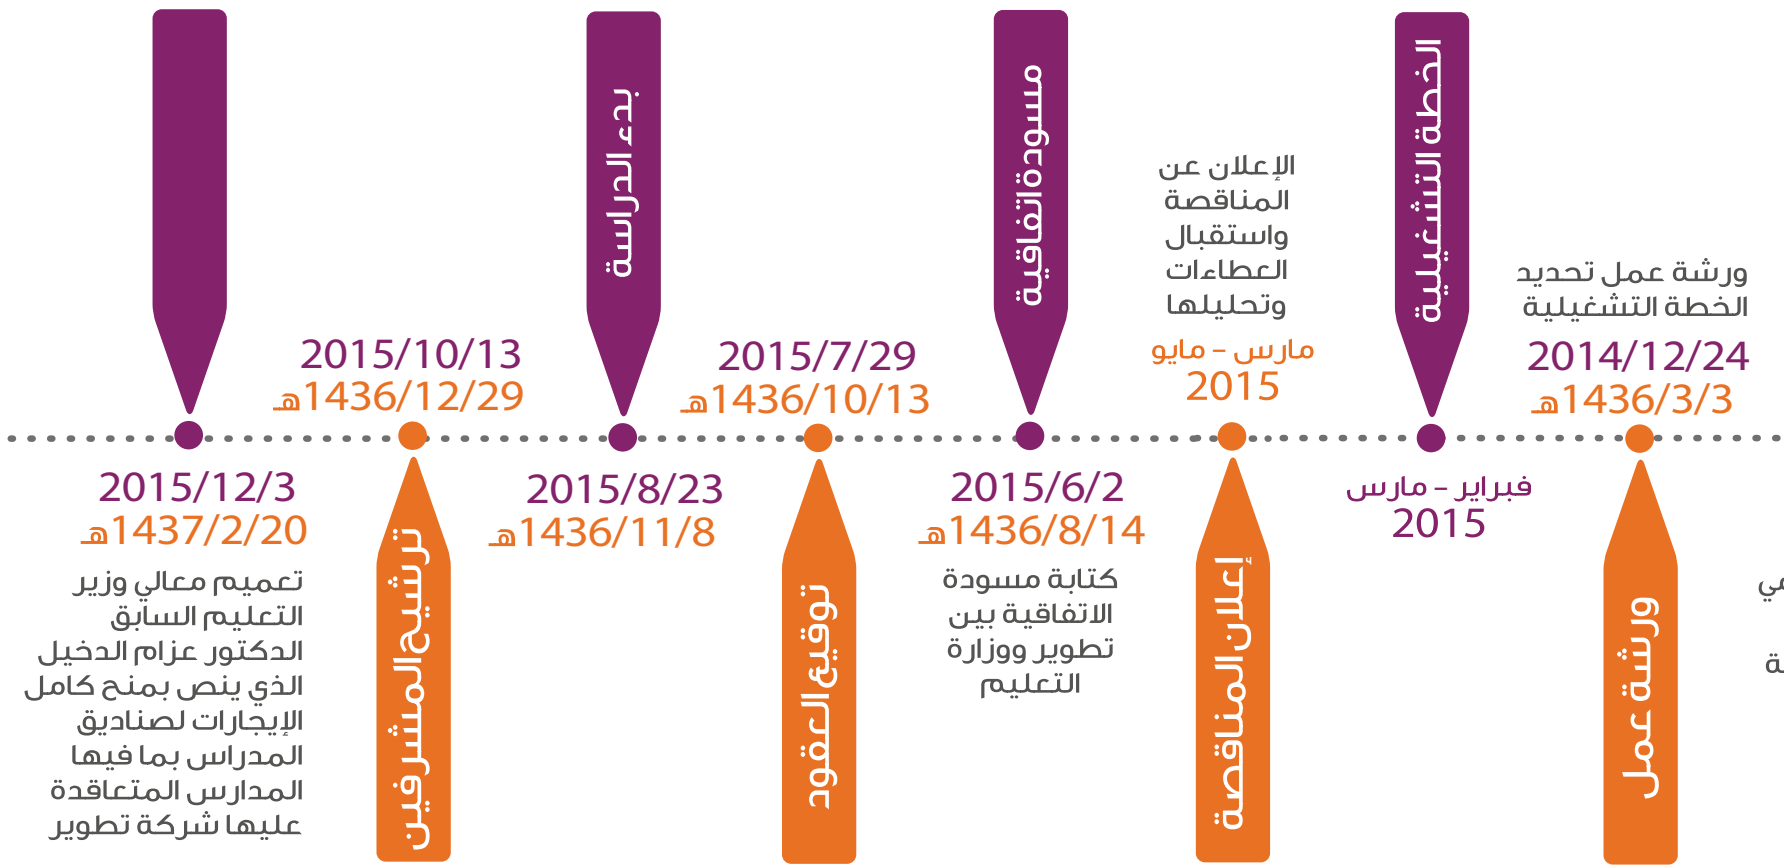 ورشة عمل تحديد
الخطة التشغيلية
2014/12/24
1436/3/3هـ
ورشة عمل
الخطة التشغيلية
فبراير - مارس
2015
الإعلان عن
المناقصة
واستقبال
العطاءات
وتحليلها
مارس - مايو
2015
إعلان المناقصة
مسودة اتفاقية
2015/6/2
1436/8/14هـ
كتابة مسودة
الاتفاقية بين
تطوير ووزارة
التعليم
2015/7/29
1436/10/13هـ
توقيع العقود
بدء الدراسة
2015/8/23
1436/11/8هـ
2015/10/13
1436/12/29هـ
ترشيح المشرفين
2015/12/3
1437/2/20هـ
تعميم معالي وزير
التعليم السابق
الدكتور عزام الدخيل
الذي ينص بمنح كامل
الإيجارات لصناديق
المدراس بما فيها
المدارس المتعاقدة
عليها شركة تطوير